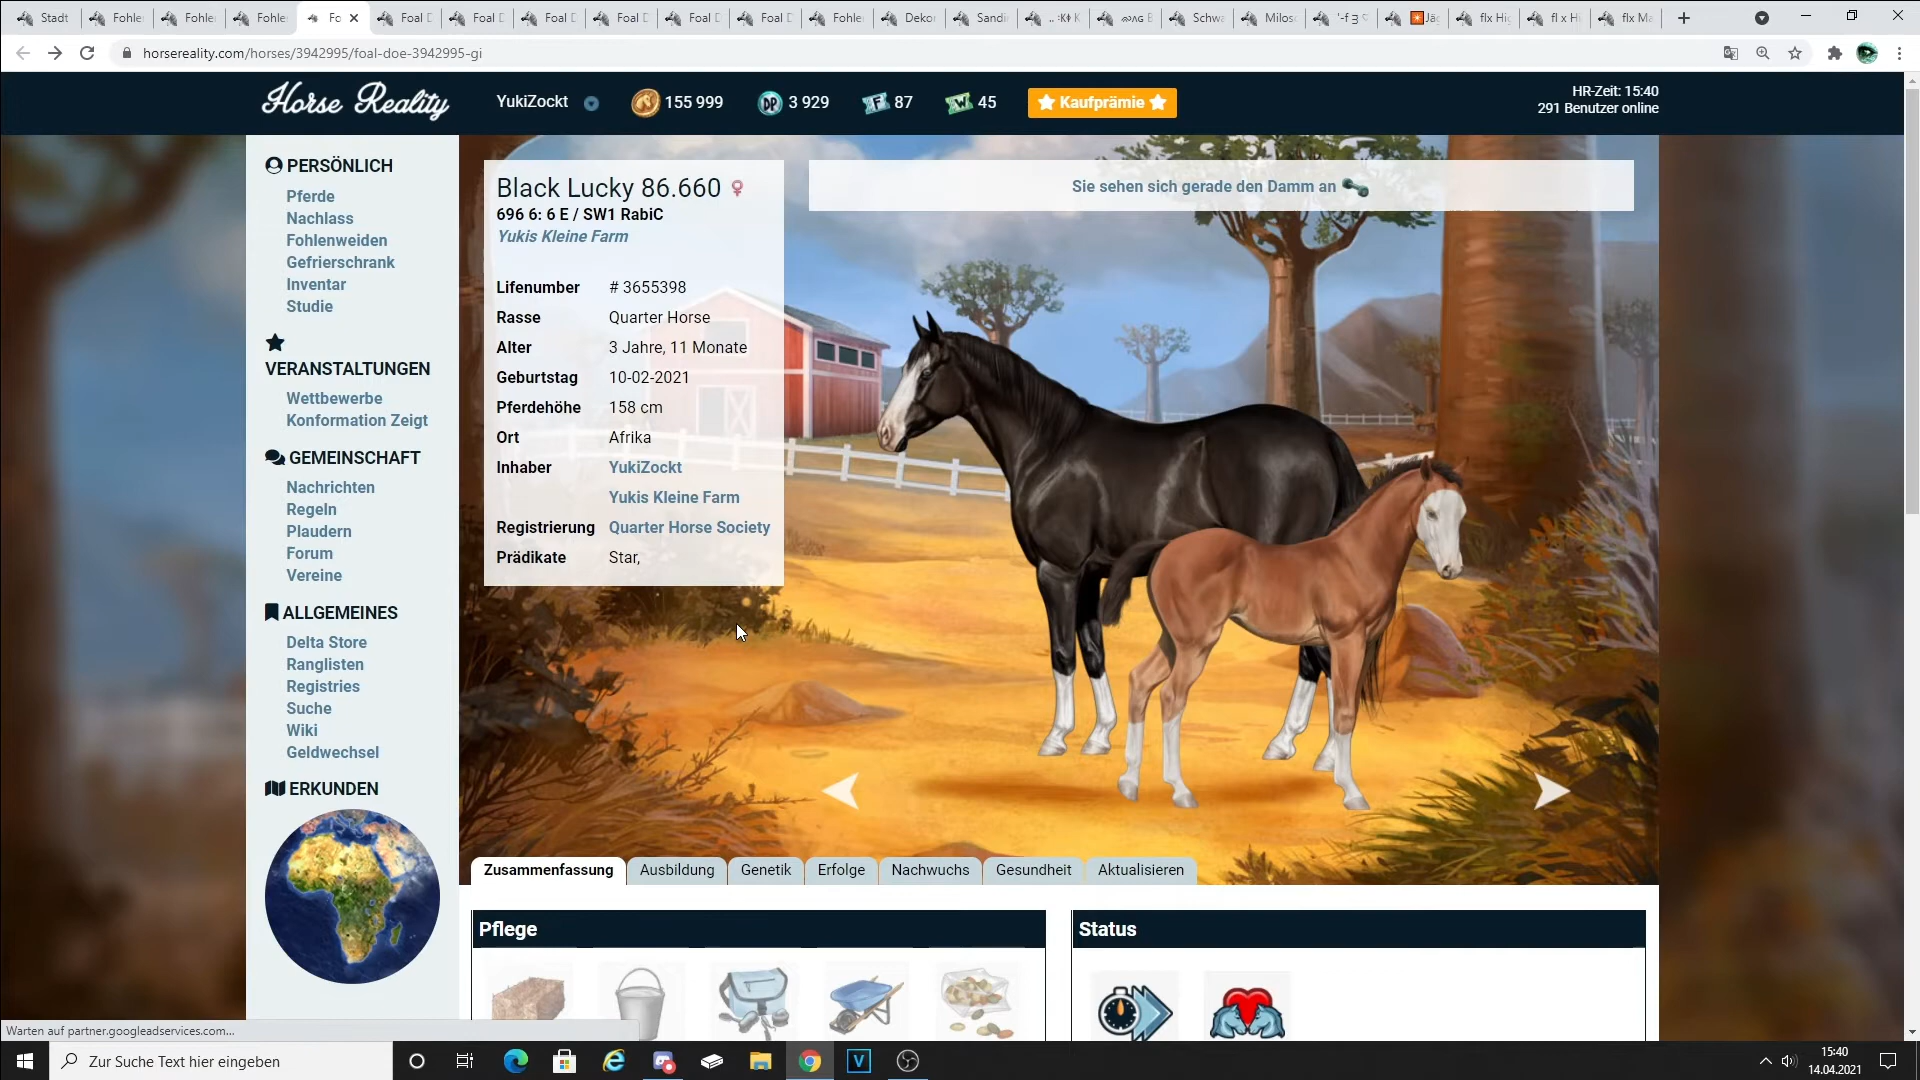 Stadt
Fohle
Fohle
Fohle
Fo
Foal D
Foal D
Foal D
Foal D
Foal D
Foal D
Fohle
Dekor
Sandi
Schwa
Milos
flx Hi
fl x H
flx Ma
horsereality.com/horses/3942995/foal-doe-3942995-gi
Horse Reality
YukiZockt
155 999
DP
3 929
F
87
W
45
Kaufprämie
HR-Zeit: 15:40
291 Benutzer online
PERSÖNLICH
Pferde
Nachlass
Fohlenweiden
Gefrierschrank
Inventar
Studie
VERANSTALTUNGEN
Wettbewerbe
Konformation Zeigt
GEMEINSCHAFT
Nachrichten
Regeln
Plaudern
Forum
Vereine
ALLGEMEINES
Delta Store
Ranglisten
Registries
Suche
Wiki
Geldwechsel
ERKUNDEN
Black Lucky 86.660
696 6: 6 E / SW1 RabiC
Yukis Kleine Farm
Lifenumber # 3655398
Rasse Quarter Horse
Alter 3 Jahre, 11 Monate
Geburtstag 10-02-2021
Pferdehöhe 158 cm
Ort Afrika
Inhaber YukiZockt
Yukis Kleine Farm
Registrierung Quarter Horse Society
Prädikate Star,
Sie sehen sich gerade den Damm an
Zusammenfassung
Ausbildung
Genetik
Erfolge
Nachwuchs
Gesundheit
Aktualisieren
Pflege
Status
Warten auf partner.googleadservices.com...
Zur Suche Text hier eingeben
15:40
14.04.2021